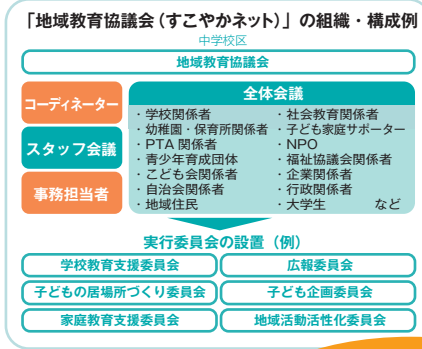 「地域教育協議会（すこやかネット）」の組織・構成例
中学校区
地域教育協議会
コーディネーター
スタッフ会議
事務担当者
全体会議
・学校関係者
・幼稚園・保育所関係者
・PTA 関係者
・青少年育成団体
・こども会関係者
・自治会関係者
・地域住民
・社会教育関係者
・子ども家庭サポーター
・NPO
・福祉協議会関係者
・企業関係者
・行政関係者
・大学生　など
実行委員会の設置（例）
学校教育支援委員会
広報委員会
子どもの居場所づくり委員会
子ども企画委員会
家庭教育支援委員会
地域活動活性化委員会